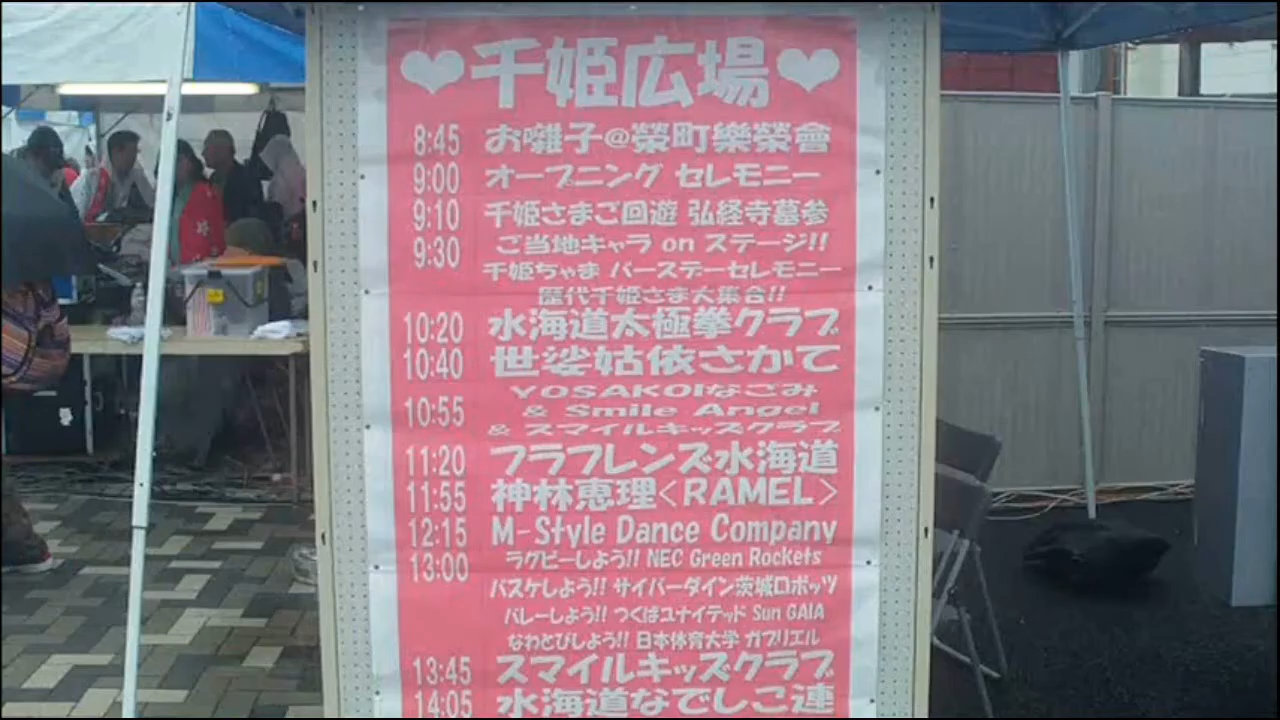 ♥千姫広場♥
8:45 お囃子@榮町樂榮會
9:00 オープニング セレモニー
9:10 千姫さまご回遊 弘経寺墓参
9:30 ご当地キャラ on ステージ!!
千姫ちゃま バースデーセレモニー
歴代千姫さま大集合!!
10:20 水海道太極拳クラブ
10:40 世娑姑依さかて
YOSAKOIなごみ
10:55 & Smile Angel
& スマイルキッズクラブ
11:20 フラフレンズ水海道
11:55 神林恵理<RAMEL>
12:15 M-Style Dance Company
13:00 ラグビーしよう!! NEC Green Rockets
バスケしよう!! サイバーダイン茨城ロボッツ
バレーしよう!! つくばユナイテッド Sun GAIA
なわとびしよう!! 日本体育大学 ガブリエル
13:45 スマイルキッズクラブ
14:05 水海道なでしこ連